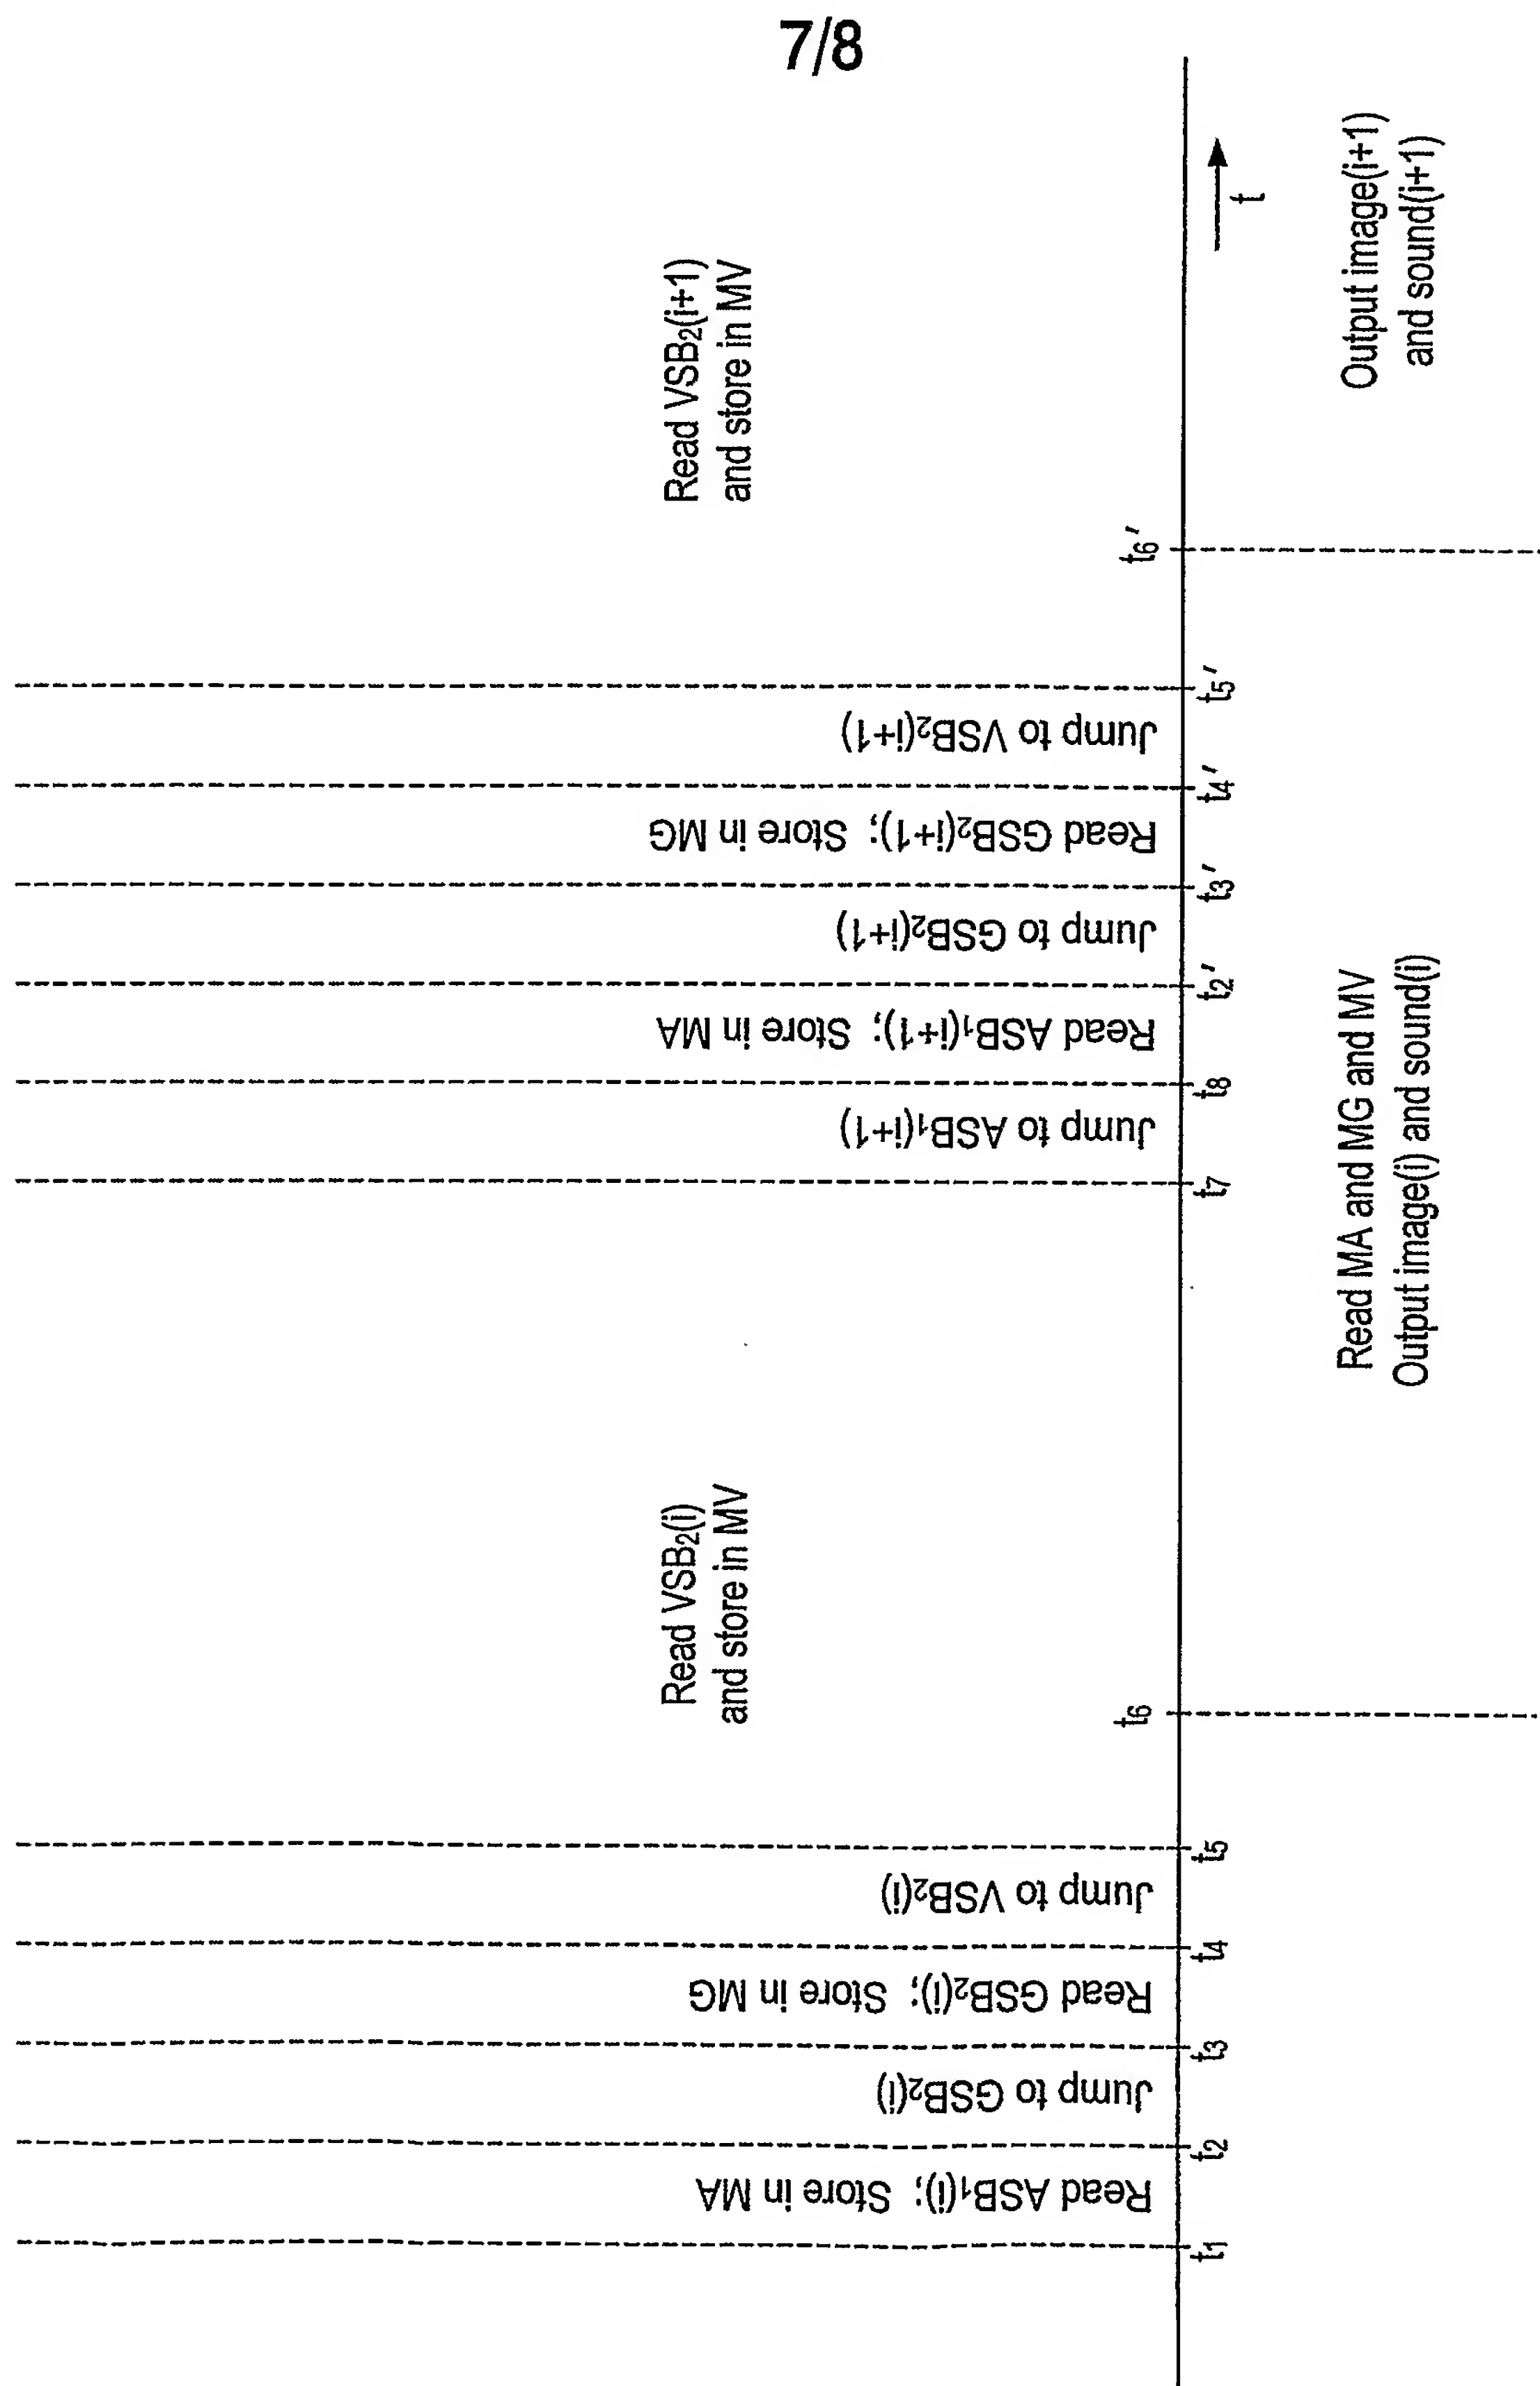 7/8
Read ASB₁(i); Store in MA
Jump to GSB₂(i)
Read GSB₂(i); Store in MG
Jump to VSB₂(i)
Read VSB₂(i)
and store in MV
Jump to ASB₁(i+1)
Read ASB₁(i+1); Store in MA
Jump to GSB₂(i+1)
Read GSB₂(i+1); Store in MG
Jump to VSB₂(i+1)
Read VSB₂(i+1)
and store in MV
t₆
t₆'
t₁
t₂
t₃
t₄
t₅
t₇
t₈
t₂'
t₃'
t₄'
t₅'
t
Read MA and MG and MV
Output image(i) and sound(i)
Output image(i+1)
and sound(i+1)